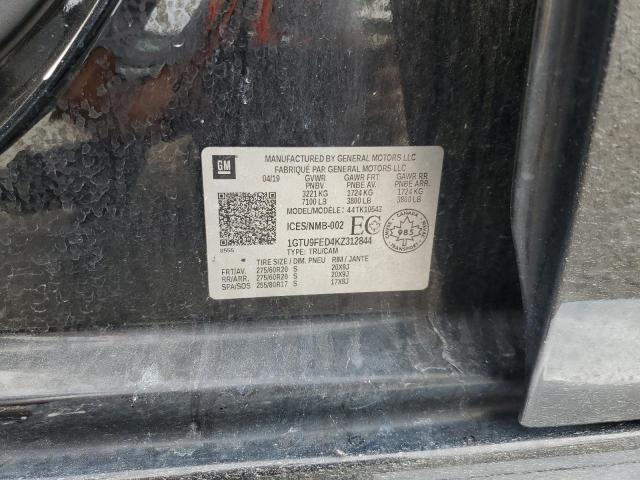 GM
MANUFACTURED BY GENERAL MOTORS LLC
FABRIQUÉ PAR GENERAL MOTORS LLC
04/19 GVWR GAWR FRT GAWR RR
PNBV PNBE AV. PNBE ARR.
3221 KG 1724 KG 1724 KG
7100 LB 3800 LB 3800 LB
MODEL/MODÈLE: 44TK10543
ICES/NMB-002 EC 985
1GTU9FED4KZ312844
TYPE: TRU/CAM
TIRE SIZE / DIM. PNEU RIM / JANTE
FRT/AV. 275/60R20 S 20X9J
RR/ARR. 275/60R20 S 20X9J
SPA/SOS 255/80R17 S 17X8J